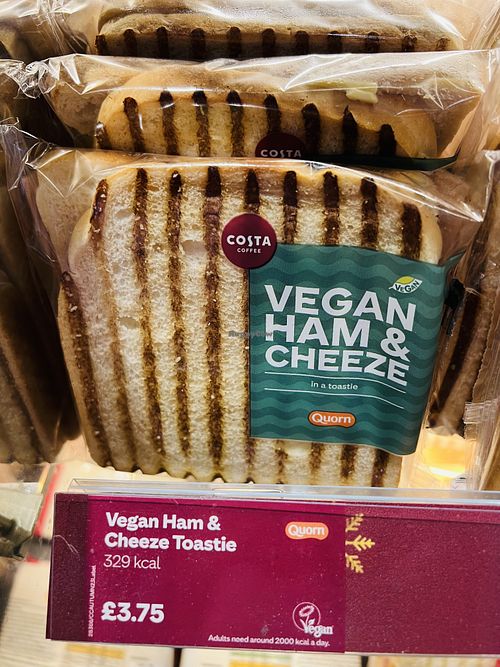 COSTA
COSTA
COFFEE
VEGAN
VEGAN
HAM &
CHEEZE
in a toastie
Quorn
Vegan Ham &
Cheeze Toastie
Quorn
329 kcal
£3.75
vegan
Adults need around 2000 kcal a day.